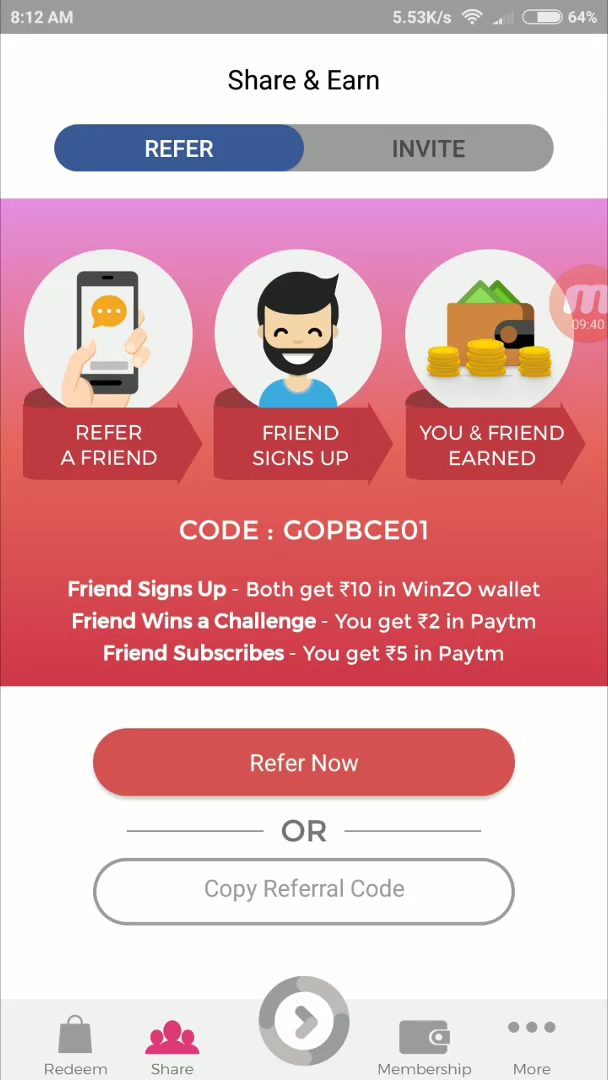 8:12 AM 5.53K/s 64%
Share & Earn
REFER INVITE
m
09:40
REFER
A FRIEND
FRIEND
SIGNS UP
YOU & FRIEND
EARNED
CODE : GOPBCE01
Friend Signs Up - Both get ₹10 in WinZO wallet
Friend Wins a Challenge - You get ₹2 in Paytm
Friend Subscribes - You get ₹5 in Paytm
Refer Now
OR
Copy Referral Code
Redeem Share Membership More